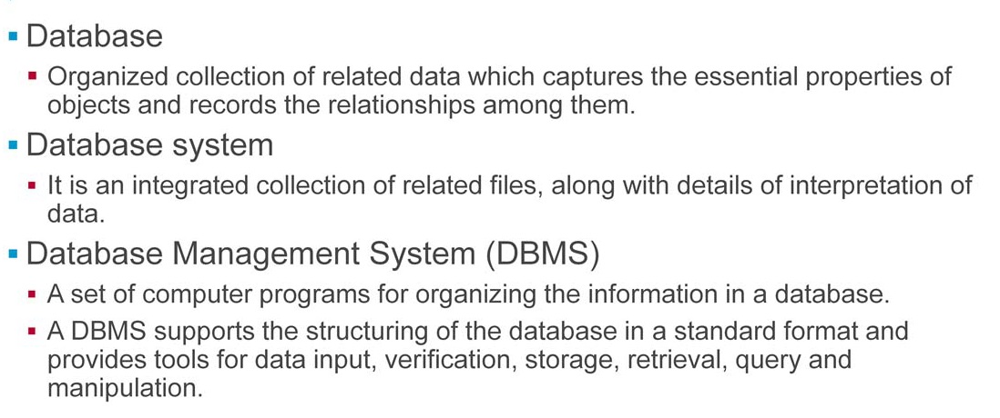 ▪ Database
▪ Organized collection of related data which captures the essential properties of
objects and records the relationships among them.
▪ Database system
▪ It is an integrated collection of related files, along with details of interpretation of
data.
▪ Database Management System (DBMS)
▪ A set of computer programs for organizing the information in a database.
▪ A DBMS supports the structuring of the database in a standard format and
provides tools for data input, verification, storage, retrieval, query and
manipulation.